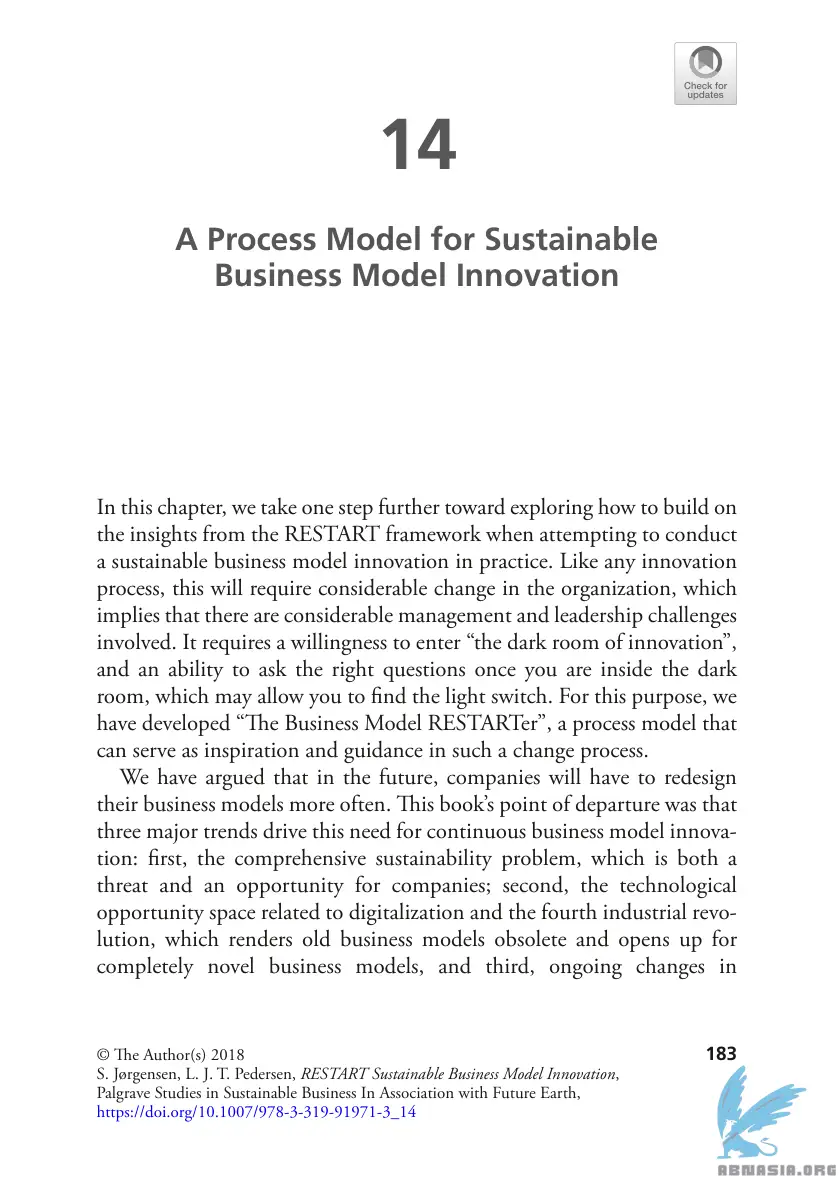 Check for
updates
14
A Process Model for Sustainable
Business Model Innovation
In this chapter, we take one step further toward exploring how to build on
the insights from the RESTART framework when attempting to conduct
a sustainable business model innovation in practice. Like any innovation
process, this will require considerable change in the organization, which
implies that there are considerable management and leadership challenges
involved. It requires a willingness to enter “the dark room of innovation”,
and an ability to ask the right questions once you are inside the dark
room, which may allow you to find the light switch. For this purpose, we
have developed “The Business Model RESTARTer”, a process model that
can serve as inspiration and guidance in such a change process.
We have argued that in the future, companies will have to redesign
their business models more often. This book’s point of departure was that
three major trends drive this need for continuous business model innova-
tion: first, the comprehensive sustainability problem, which is both a
threat and an opportunity for companies; second, the technological
opportunity space related to digitalization and the fourth industrial revo-
lution, which renders old business models obsolete and opens up for
completely novel business models, and third, ongoing changes in
© The Author(s) 2018
183
S. Jørgensen, L. J. T. Pedersen, RESTART Sustainable Business Model Innovation,
Palgrave Studies in Sustainable Business In Association with Future Earth,
https://doi.org/10.1007/978-3-319-91971-3_14
ABNASIA.ORG